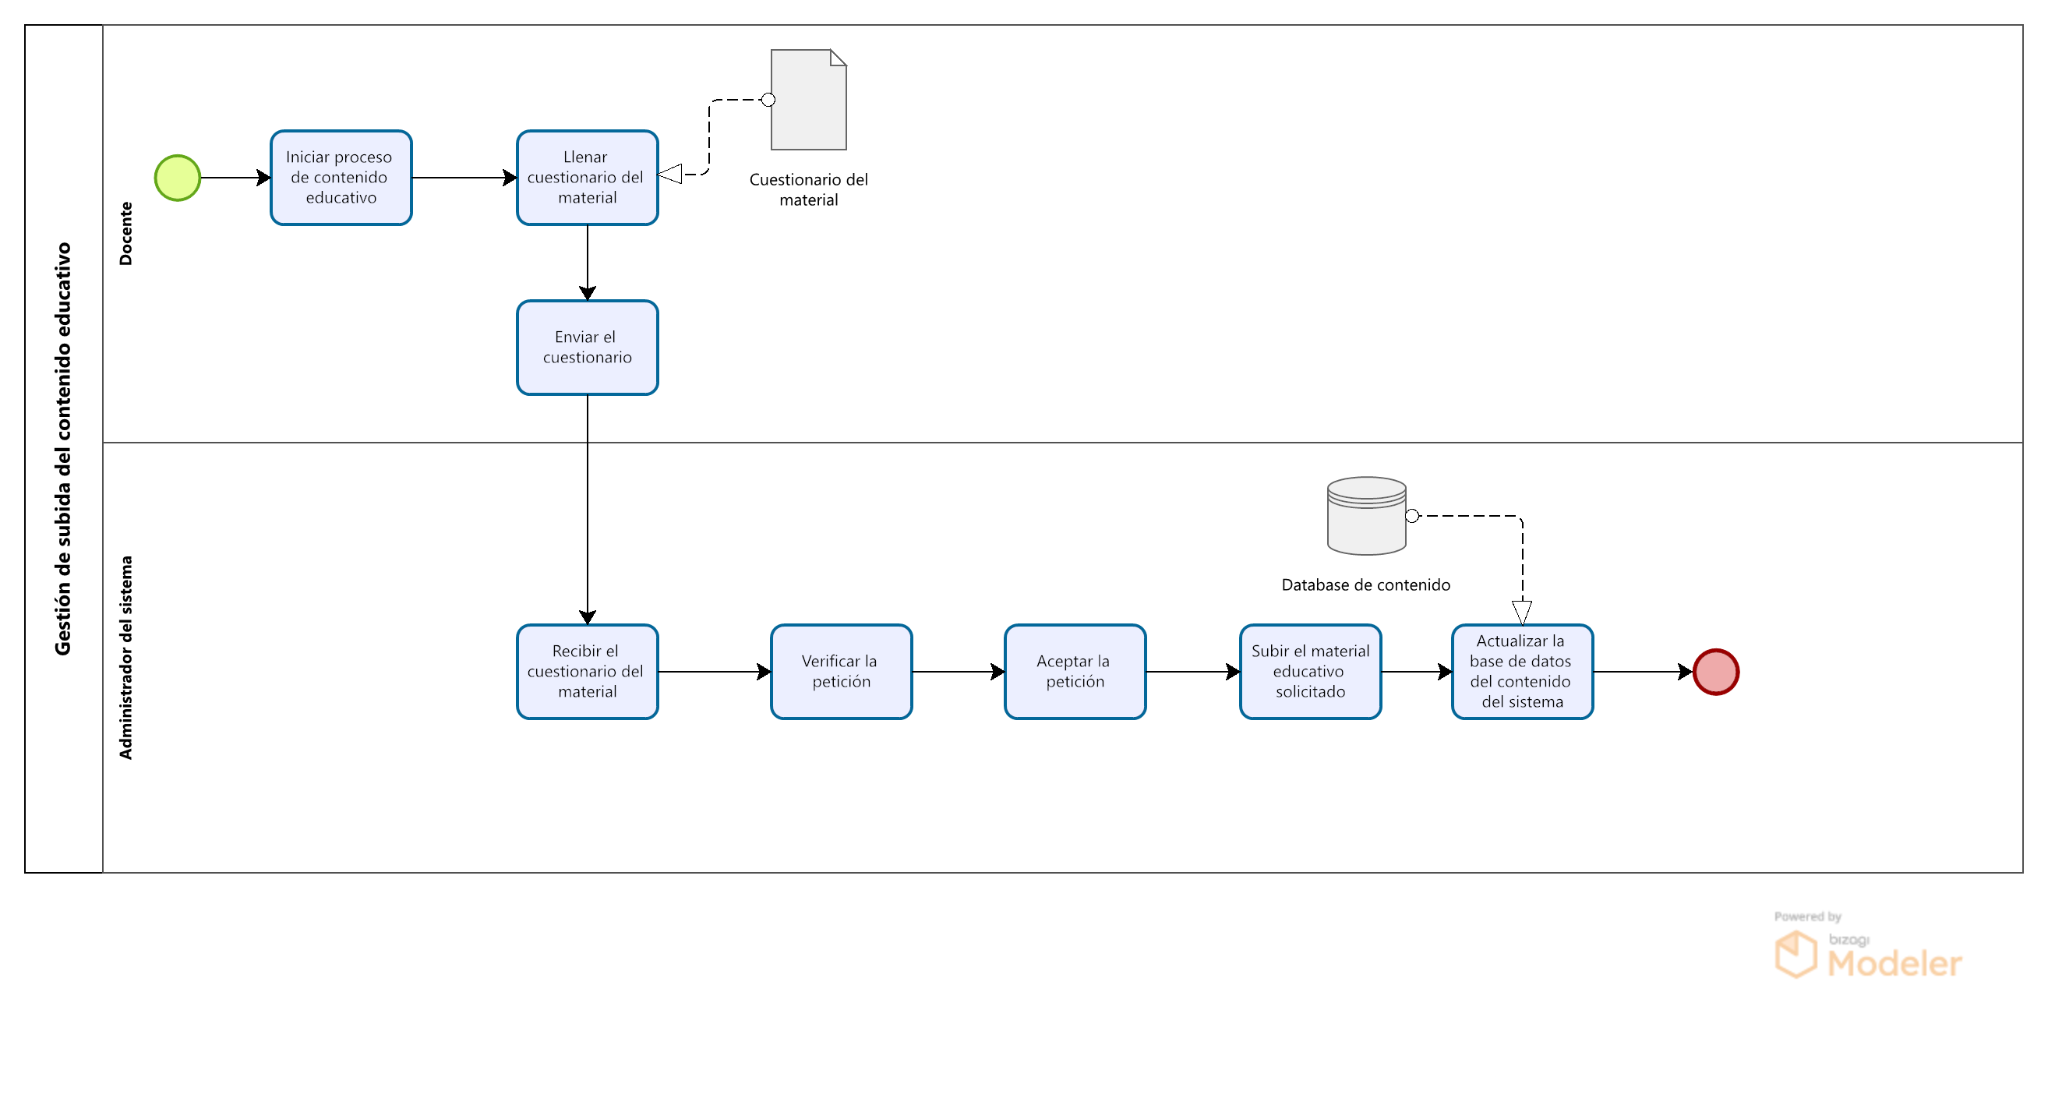 Gestión de subida del contenido educativo
Docente
Iniciar proceso
de contenido
educativo
Llenar
cuestionario del
material
Cuestionario del
material
Enviar el
cuestionario
Administrador del sistema
Database de contenido
Recibir el
cuestionario del
material
Verificar la
petición
Aceptar la
petición
Subir el material
educativo
solicitado
Actualizar la
base de datos
del contenido
del sistema
Powered by
bizagi
Modeler